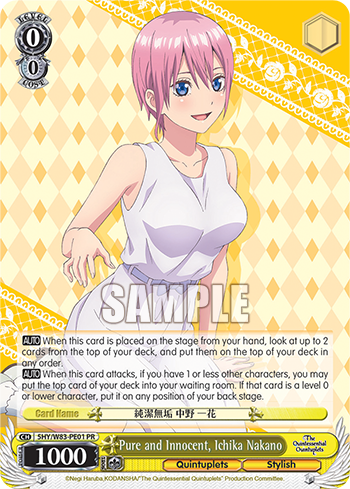 0
LEVEL
0
COST
SAMPLE
AUTO When this card is placed on the stage from your hand, look at up to 2
cards from the top of your deck, and put them on the top of your deck in
any order.
AUTO When this card attacks, if you have 1 or less other characters, you may
put the top card of your deck into your waiting room. If that card is a level 0
or lower character, put it on any position of your back stage.
Card Name 純潔無垢 中野 一花
CH 5HY/W83-PE01 PR
Pure and Innocent, Ichika Nakano
The
Quintessential
Quintuplets
1000
Quintuplets
Stylish
©Negi Haruba,KODANSHA/"The Quintessential Quintuplets" Production Committee.